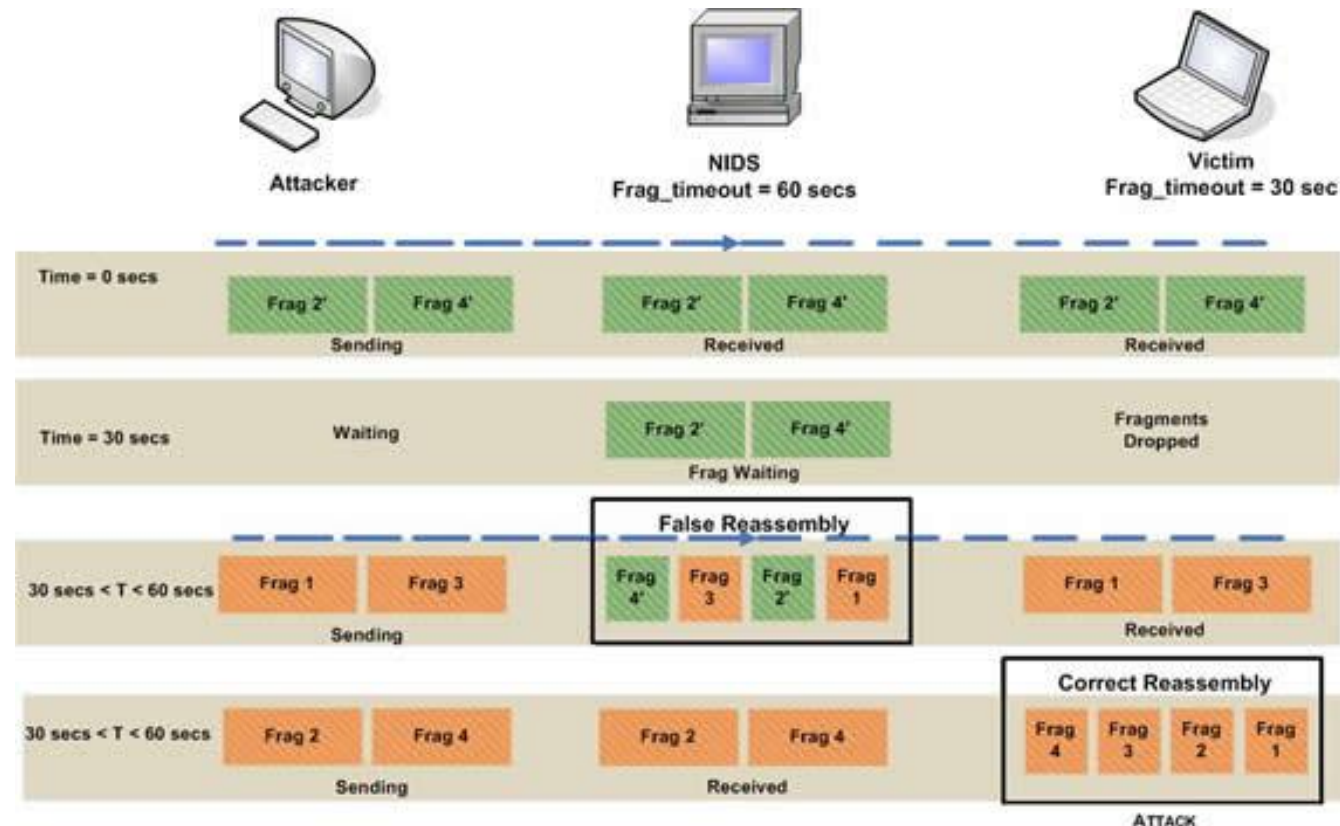 Attacker
NIDS
Frag_timeout = 60 secs
Victim
Frag_timeout = 30 sec
Time = 0 secs
Frag 2'
Frag 4'
Sending
Frag 2'
Frag 4'
Received
Frag 2'
Frag 4'
Received
Time = 30 secs
Waiting
Frag 2'
Frag 4'
Frag Waiting
Fragments
Dropped
30 secs < T < 60 secs
Frag 1
Frag 3
Sending
False Reassembly
Frag
4'
Frag
3
Frag
2'
Frag
1
Frag 1
Frag 3
Received
30 secs < T < 60 secs
Frag 2
Frag 4
Sending
Frag 2
Frag 4
Received
Correct Reassembly
Frag
4
Frag
3
Frag
2
Frag
1
ATTACK